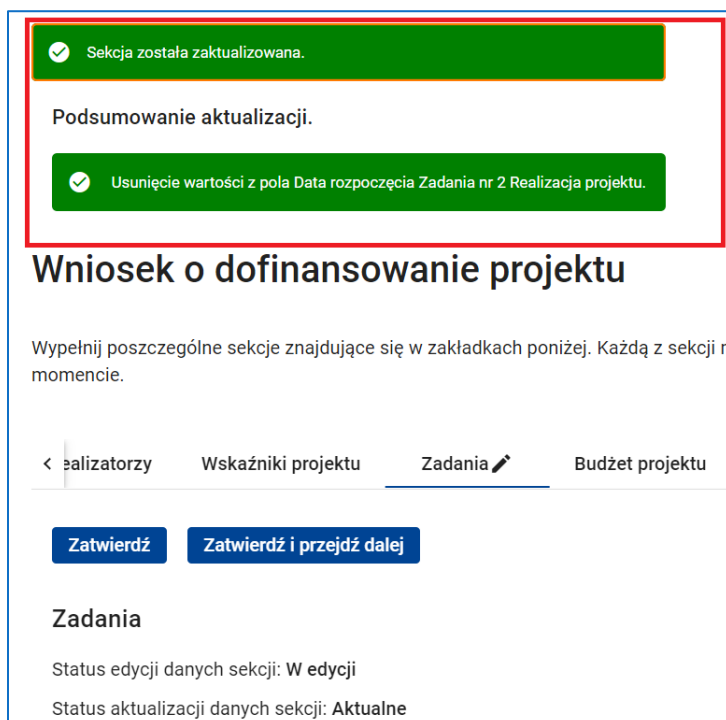 Sekcja została zaktualizowana.
Podsumowanie aktualizacji.
Usunięcie wartości z pola Data rozpoczęcia Zadania nr 2 Realizacja projektu.
Wniosek o dofinansowanie projektu
Wypełnij poszczególne sekcje znajdujące się w zakładkach poniżej. Każdą z sekcji
momencie.
ealizatorzy Wskaźniki projektu Zadania Budżet projektu
Zatwierdź Zatwierdź i przejdź dalej
Zadania
Status edycji danych sekcji: W edycji
Status aktualizacji danych sekcji: Aktualne